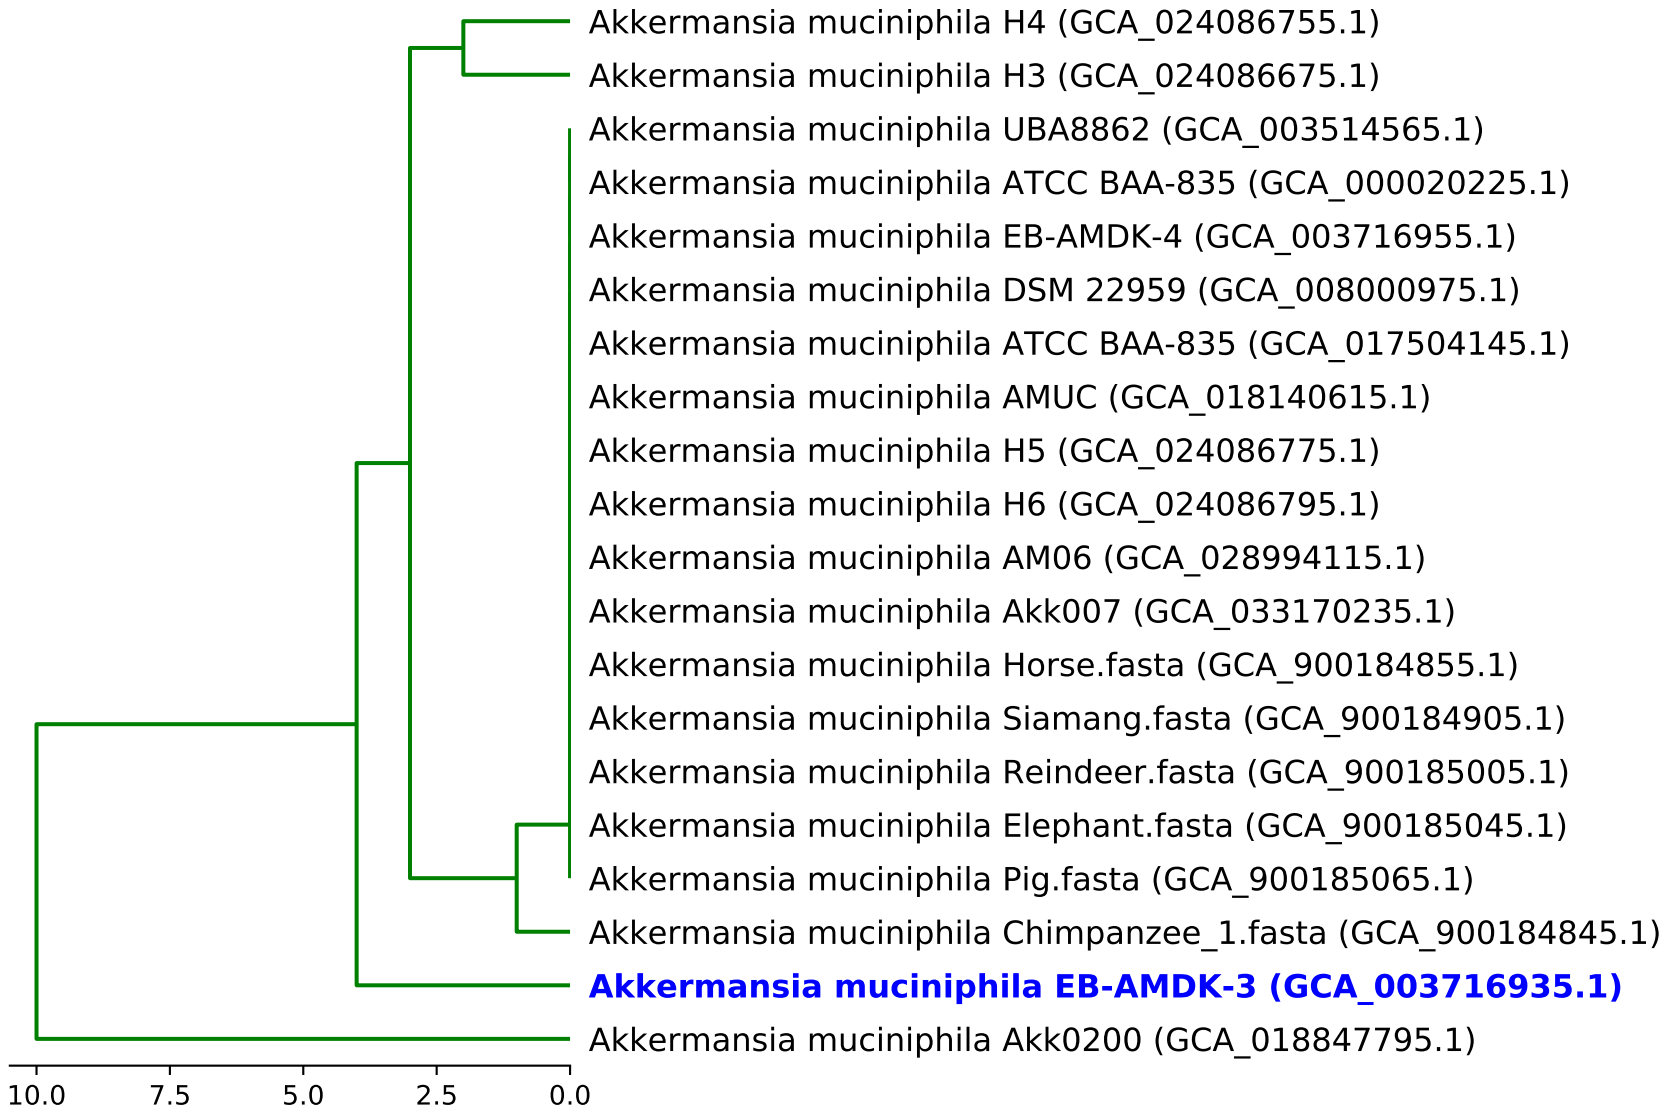 Akkermansia muciniphila H4 (GCA_024086755.1)
Akkermansia muciniphila H3 (GCA_024086675.1)
Akkermansia muciniphila UBA8862 (GCA_003514565.1)
Akkermansia muciniphila ATCC BAA-835 (GCA_000020225.1)
Akkermansia muciniphila EB-AMDK-4 (GCA_003716955.1)
Akkermansia muciniphila DSM 22959 (GCA_008000975.1)
Akkermansia muciniphila ATCC BAA-835 (GCA_017504145.1)
Akkermansia muciniphila AMUC (GCA_018140615.1)
Akkermansia muciniphila H5 (GCA_024086775.1)
Akkermansia muciniphila H6 (GCA_024086795.1)
Akkermansia muciniphila AM06 (GCA_028994115.1)
Akkermansia muciniphila Akk007 (GCA_033170235.1)
Akkermansia muciniphila Horse.fasta (GCA_900184855.1)
Akkermansia muciniphila Siamang.fasta (GCA_900184905.1)
Akkermansia muciniphila Reindeer.fasta (GCA_900185005.1)
Akkermansia muciniphila Elephant.fasta (GCA_900185045.1)
Akkermansia muciniphila Pig.fasta (GCA_900185065.1)
Akkermansia muciniphila Chimpanzee_1.fasta (GCA_900184845.1)
Akkermansia muciniphila EB-AMDK-3 (GCA_003716935.1)
Akkermansia muciniphila Akk0200 (GCA_018847795.1)
10.0 7.5 5.0 2.5 0.0